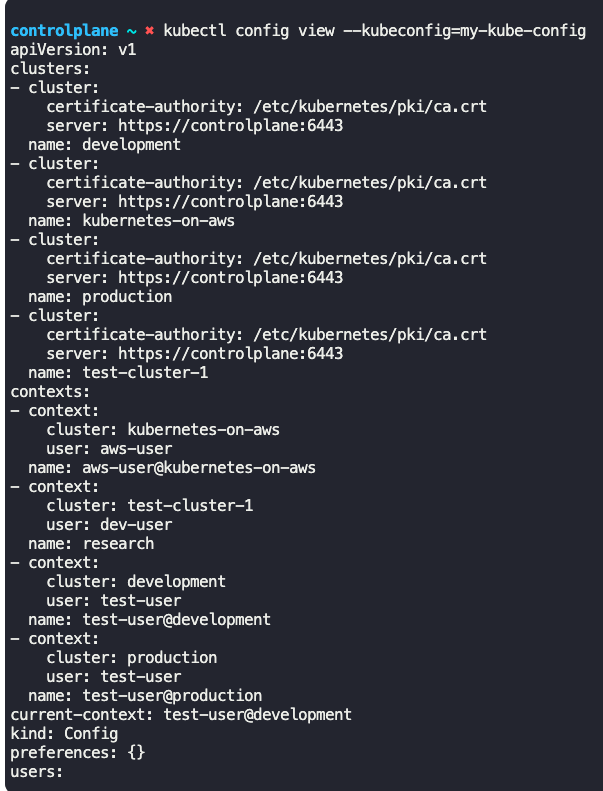 controlplane ~ ✖ kubectl config view --kubeconfig=my-kube-config
apiVersion: v1
clusters:
- cluster:
    certificate-authority: /etc/kubernetes/pki/ca.crt
    server: https://controlplane:6443
  name: development
- cluster:
    certificate-authority: /etc/kubernetes/pki/ca.crt
    server: https://controlplane:6443
  name: kubernetes-on-aws
- cluster:
    certificate-authority: /etc/kubernetes/pki/ca.crt
    server: https://controlplane:6443
  name: production
- cluster:
    certificate-authority: /etc/kubernetes/pki/ca.crt
    server: https://controlplane:6443
  name: test-cluster-1
contexts:
- context:
    cluster: kubernetes-on-aws
    user: aws-user
  name: aws-user@kubernetes-on-aws
- context:
    cluster: test-cluster-1
    user: dev-user
  name: research
- context:
    cluster: development
    user: test-user
  name: test-user@development
- context:
    cluster: production
    user: test-user
  name: test-user@production
current-context: test-user@development
kind: Config
preferences: {}
users: